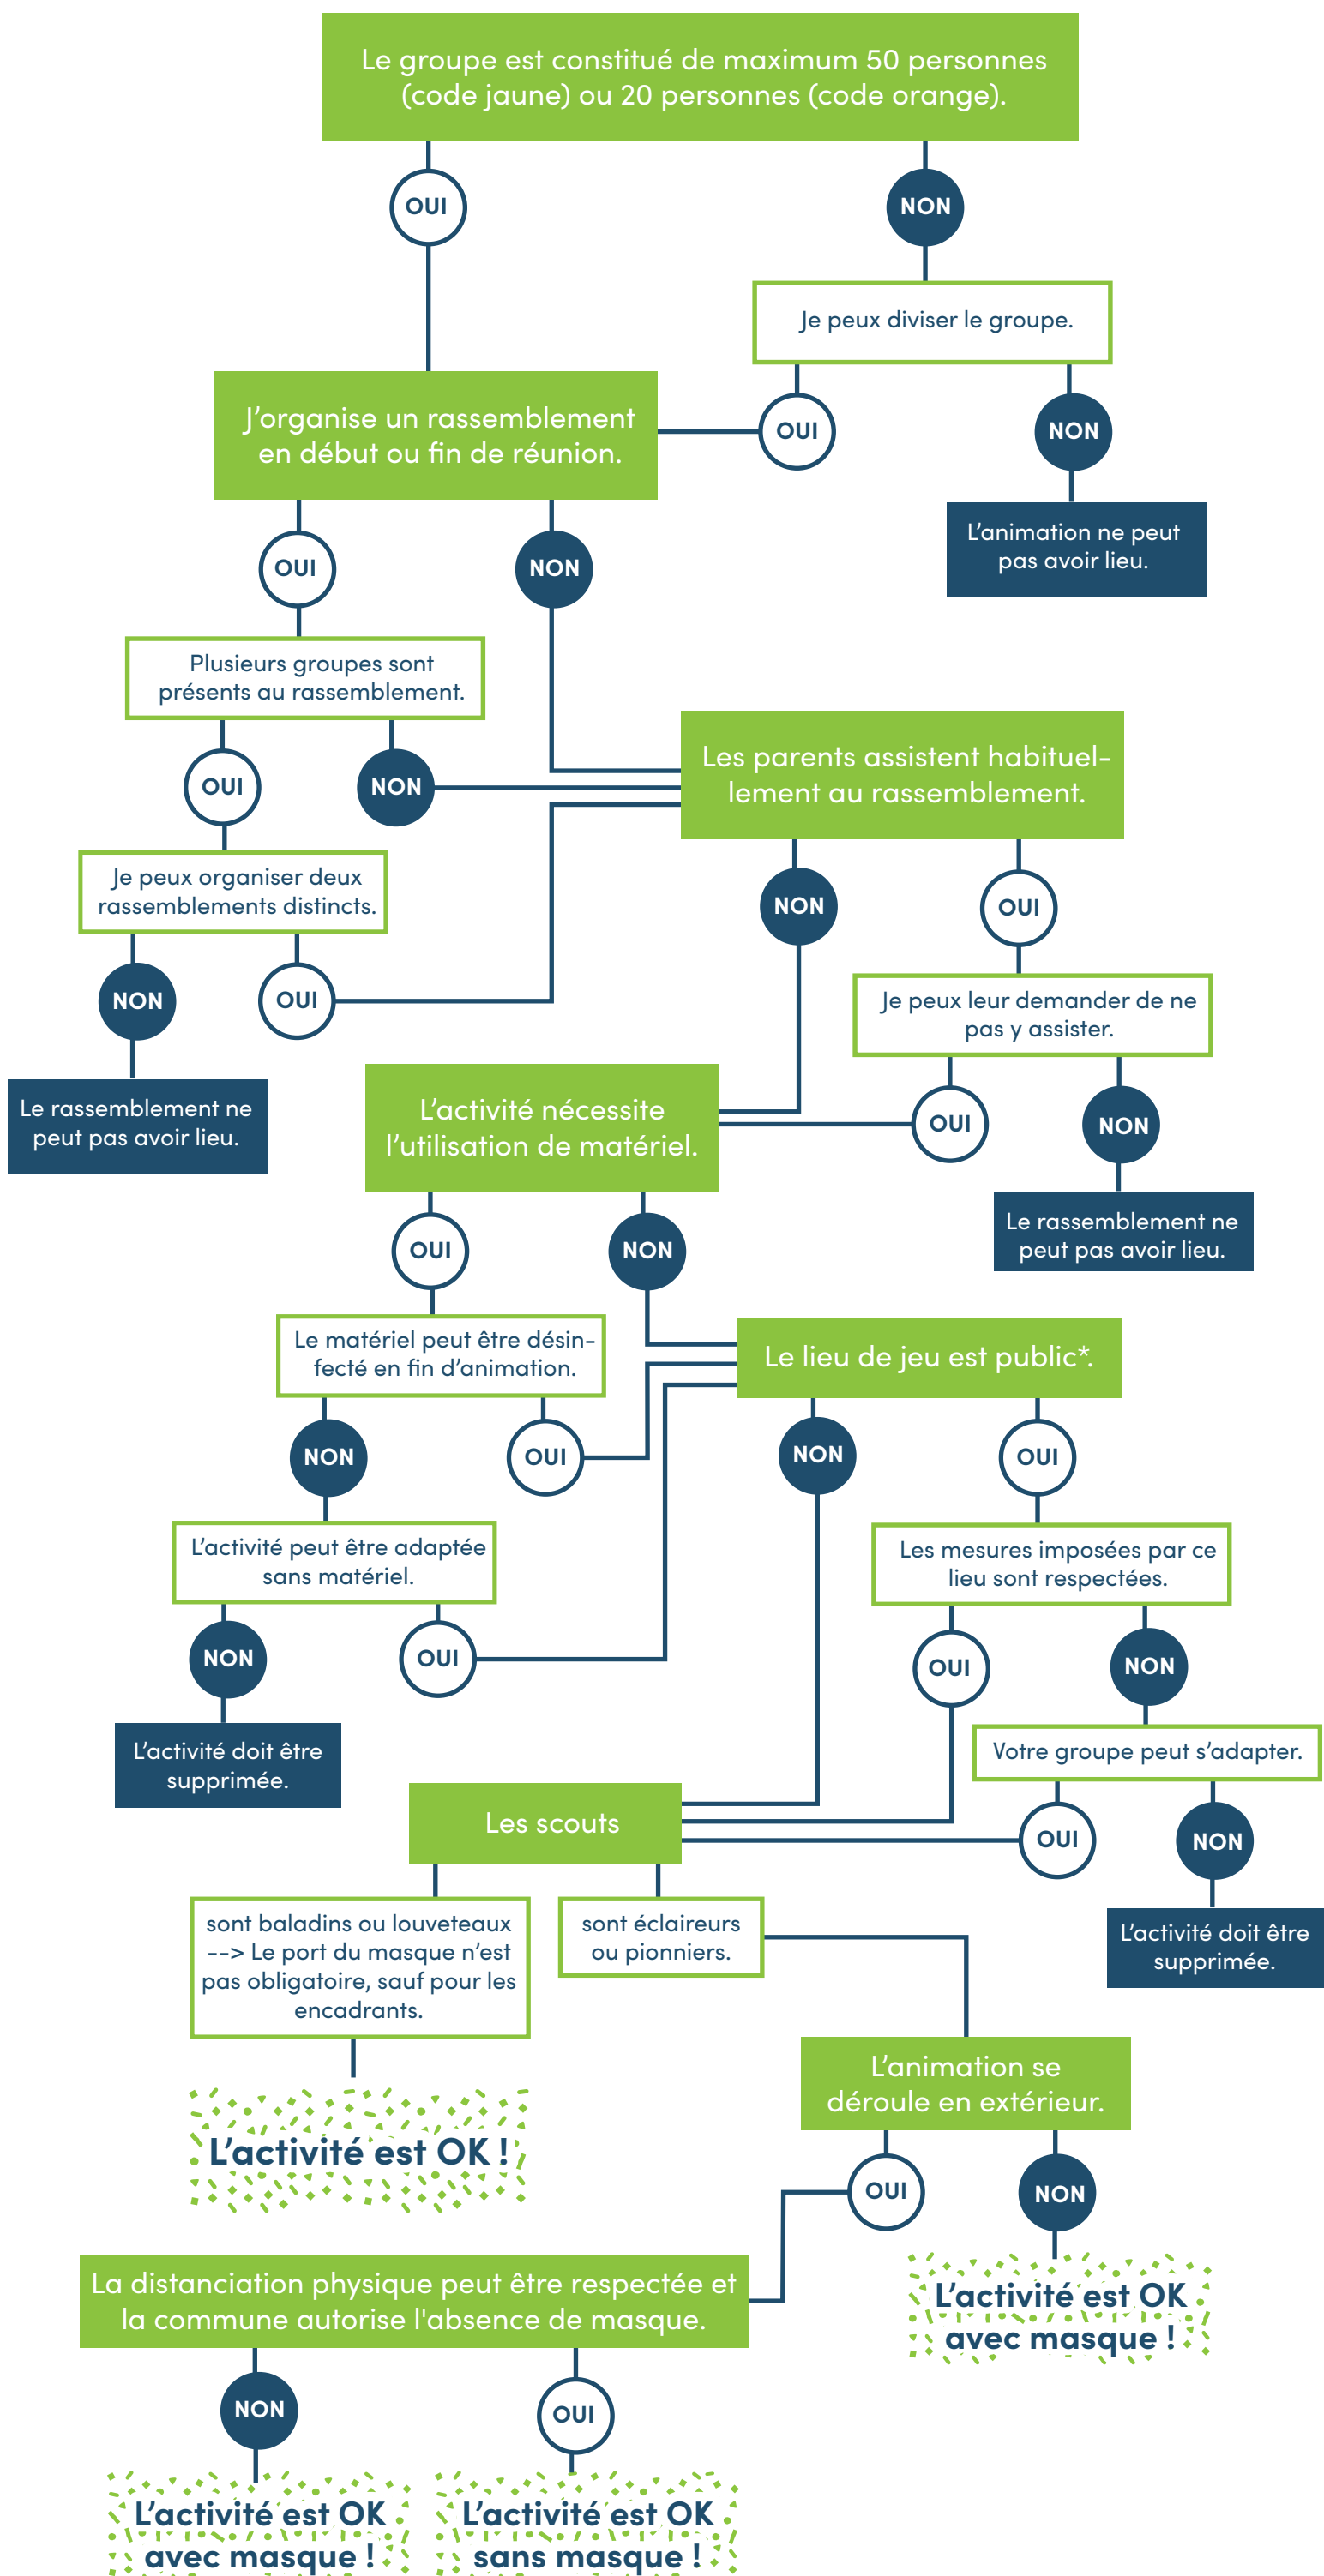 Le groupe est constitué de maximum 50 personnes
(code jaune) ou 20 personnes (code orange).
OUI
NON
Je peux diviser le groupe.
J'organise un rassemblement
en début ou fin de réunion.
OUI
NON
L'animation ne peut
pas avoir lieu.
OUI
NON
Plusieurs groupes sont
présents au rassemblement.
Les parents assistent habituel-
lement au rassemblement.
OUI
NON
Je peux organiser deux
rassemblements distincts.
NON
OUI
Je peux leur demander de ne
pas y assister.
NON
OUI
Le rassemblement ne
peut pas avoir lieu.
L'activité nécessite
l'utilisation de matériel.
OUI
NON
Le rassemblement ne
peut pas avoir lieu.
OUI
NON
Le matériel peut être désin-
fecté en fin d'animation.
Le lieu de jeu est public*.
NON
OUI
NON
OUI
L'activité peut être adaptée
sans matériel.
Les mesures imposées par ce
lieu sont respectées.
NON
OUI
OUI
NON
L'activité doit être
supprimée.
Votre groupe peut s'adapter.
Les scouts
OUI
NON
sont baladins ou louveteaux
--> Le port du masque n'est
pas obligatoire, sauf pour les
encadrants.
sont éclaireurs
ou pionniers.
L'activité doit être
supprimée.
L'animation se
déroule en extérieur.
L'activité est OK !
OUI
NON
La distanciation physique peut être respectée et
la commune autorise l'absence de masque.
L'activité est OK
avec masque !
NON
OUI
L'activité est OK
avec masque !
L'activité est OK
sans masque !